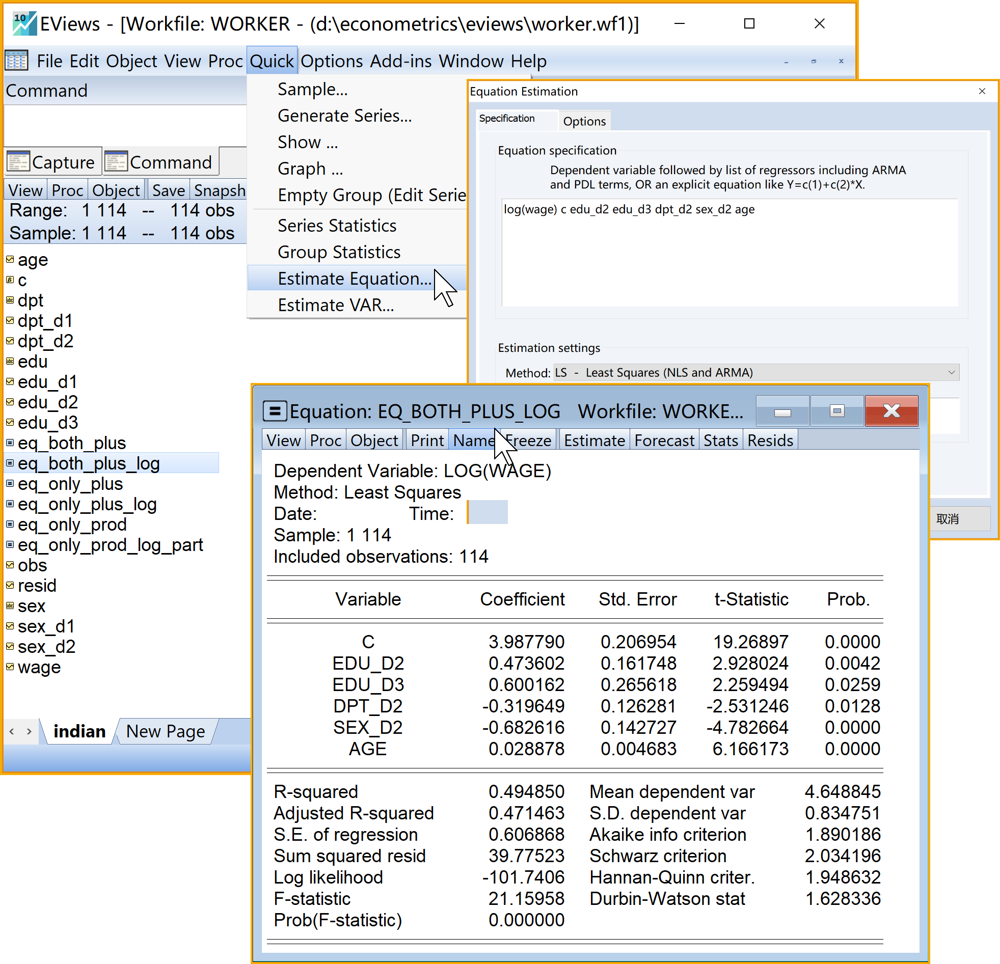 10 EViews - [Workfile: WORKER - (d:\econometrics\eviews\worker.wf1)]
File Edit Object View Proc Quick Options Add-ins Window Help
Command
Capture Command
View Proc Object Save Snapsh
Range: 1 114 -- 114 obs
Sample: 1 114 -- 114 obs
age
c
dpt
dpt_d1
dpt_d2
edu
edu_d1
edu_d2
edu_d3
eq_both_plus
eq_both_plus_log
eq_only_plus
eq_only_plus_log
eq_only_prod
eq_only_prod_log_part
obs
resid
sex
sex_d1
sex_d2
wage
indian New Page
Sample...
Generate Series...
Show ...
Graph ...
Empty Group (Edit Serie
Series Statistics
Group Statistics
Estimate Equation...
Estimate VAR...
Equation Estimation
Specification Options
Equation specification
Dependent variable followed by list of regressors including ARMA
and PDL terms, OR an explicit equation like Y=c(1)+c(2)*X.
log(wage) c edu_d2 edu_d3 dpt_d2 sex_d2 age
Estimation settings
Method: LS - Least Squares (NLS and ARMA)
取消
Equation: EQ_BOTH_PLUS_LOG Workfile: WORKE...
View Proc Object Print Name Freeze Estimate Forecast Stats Resids
Dependent Variable: LOG(WAGE)
Method: Least Squares
Date: Time:
Sample: 1 114
Included observations: 114
Variable Coefficient Std. Error t-Statistic Prob.
C 3.987790 0.206954 19.26897 0.0000
EDU_D2 0.473602 0.161748 2.928024 0.0042
EDU_D3 0.600162 0.265618 2.259494 0.0259
DPT_D2 -0.319649 0.126281 -2.531246 0.0128
SEX_D2 -0.682616 0.142727 -4.782664 0.0000
AGE 0.028878 0.004683 6.166173 0.0000
R-squared 0.494850 Mean dependent var 4.648845
Adjusted R-squared 0.471463 S.D. dependent var 0.834751
S.E. of regression 0.606868 Akaike info criterion 1.890186
Sum squared resid 39.77523 Schwarz criterion 2.034196
Log likelihood -101.7406 Hannan-Quinn criter. 1.948632
F-statistic 21.15958 Durbin-Watson stat 1.628336
Prob(F-statistic) 0.000000